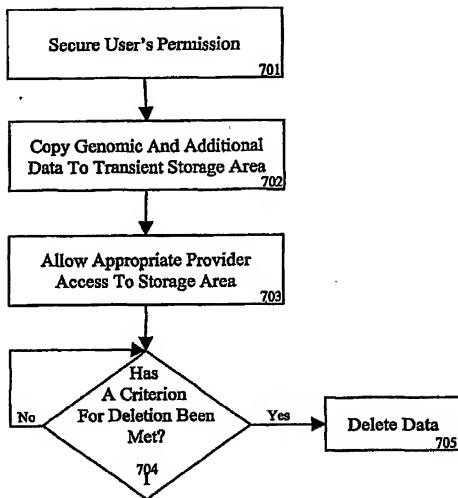 Secure User's Permission
701
Copy Genomic And Additional
Data To Transient Storage Area
702
Allow Appropriate Provider
Access To Storage Area
703
Has
A Criterion
For Deletion Been
Met?
704
No
Yes
Delete Data
705